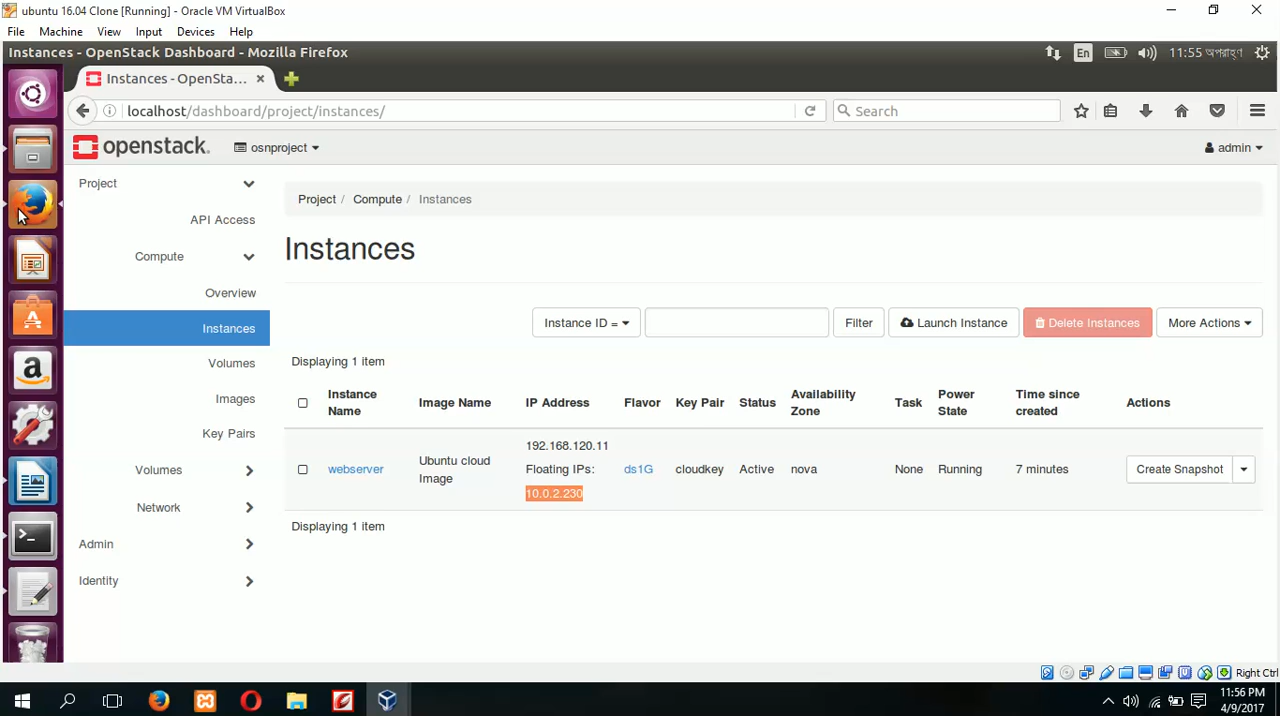 ubuntu 16.04 Clone [Running] - Oracle VM VirtualBox
File Machine View Input Devices Help
Instances - OpenStack Dashboard - Mozilla Firefox En 11:55 অপরাহ্ণ
Instances - OpenSta...
localhost/dashboard/project/instances/ Search
openstack. osnproject admin
Project
API Access
Compute
Overview
Instances
Volumes
Images
Key Pairs
Volumes
Network
Admin
Identity
Project / Compute / Instances
Instances
Instance ID = Filter Launch Instance Delete Instances More Actions
Displaying 1 item
Instance Name Image Name IP Address Flavor Key Pair Status Availability Zone Task Power State Time since created Actions
webserver Ubuntu cloud Image 192.168.120.11 Floating IPs: 10.0.2.230 ds1G cloudkey Active nova None Running 7 minutes Create Snapshot
Displaying 1 item
Right Ctrl
11:56 PM
4/9/2017